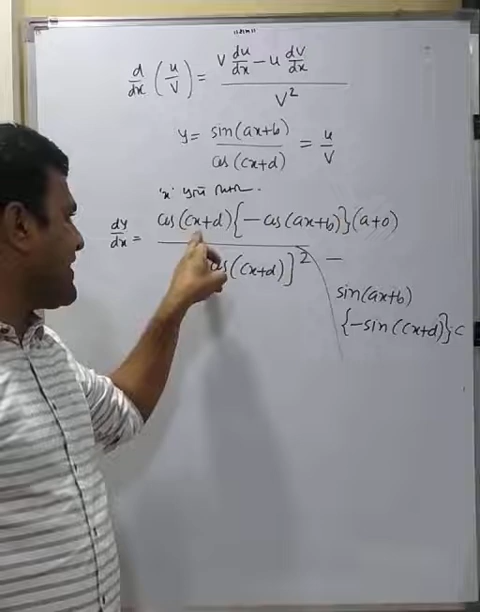 d/dx (u/v) = (v du/dx − u dv/dx) / v²
y = sin(ax+b) / cos(cx+d) = u/v
'x'
dy/dx = cos(cx+d){−cos(ax+b)}(a+0) −
cos(cx+d)]²
sin(ax+b)
{−sin(cx+d)}.c